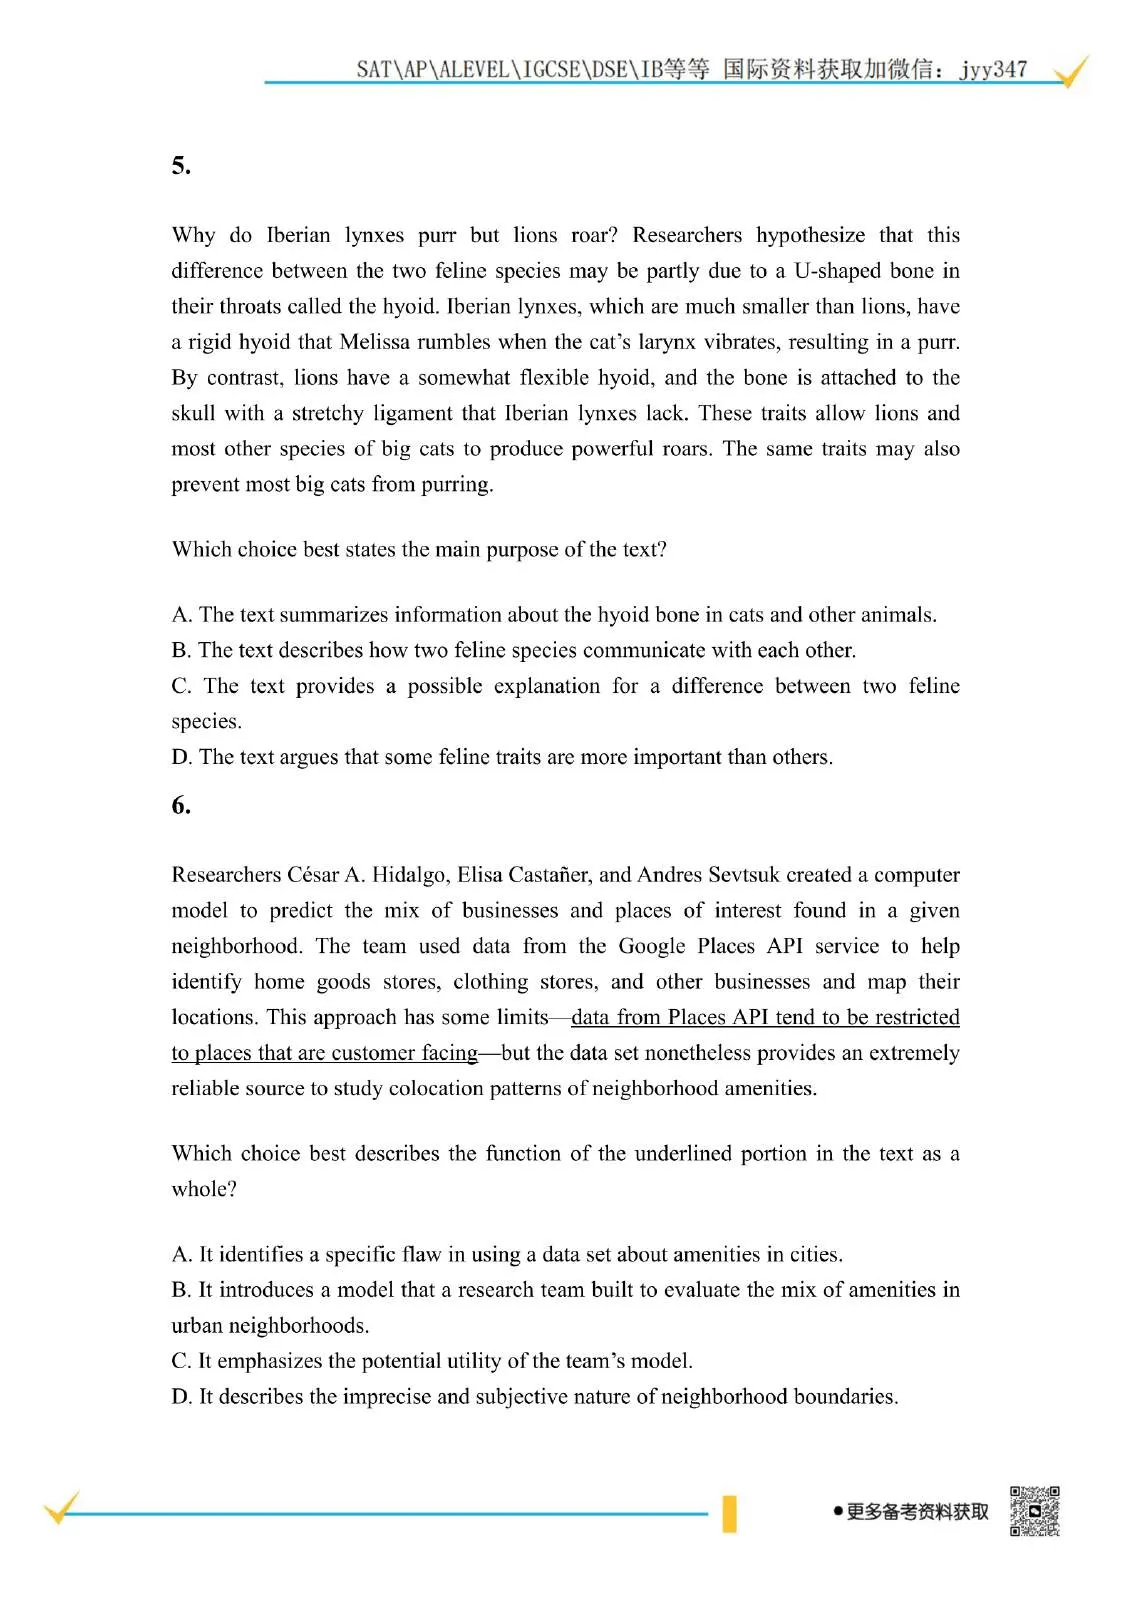 SAT\AP\ALEVEL\IGCSE\DSE\IB等等 国际资料获取加微信：jyy347
5.
Why do Iberian lynxes purr but lions roar? Researchers hypothesize that this
difference between the two feline species may be partly due to a U-shaped bone in
their throats called the hyoid. Iberian lynxes, which are much smaller than lions, have
a rigid hyoid that Melissa rumbles when the cat's larynx vibrates, resulting in a purr.
By contrast, lions have a somewhat flexible hyoid, and the bone is attached to the
skull with a stretchy ligament that Iberian lynxes lack. These traits allow lions and
most other species of big cats to produce powerful roars. The same traits may also
prevent most big cats from purring.
Which choice best states the main purpose of the text?
A. The text summarizes information about the hyoid bone in cats and other animals.
B. The text describes how two feline species communicate with each other.
C. The text provides a possible explanation for a difference between two feline
species.
D. The text argues that some feline traits are more important than others.
6.
Researchers César A. Hidalgo, Elisa Castañer, and Andres Sevtsuk created a computer
model to predict the mix of businesses and places of interest found in a given
neighborhood. The team used data from the Google Places API service to help
identify home goods stores, clothing stores, and other businesses and map their
locations. This approach has some limits—data from Places API tend to be restricted
to places that are customer facing—but the data set nonetheless provides an extremely
reliable source to study colocation patterns of neighborhood amenities.
Which choice best describes the function of the underlined portion in the text as a
whole?
A. It identifies a specific flaw in using a data set about amenities in cities.
B. It introduces a model that a research team built to evaluate the mix of amenities in
urban neighborhoods.
C. It emphasizes the potential utility of the team's model.
D. It describes the imprecise and subjective nature of neighborhood boundaries.
●更多备考资料获取